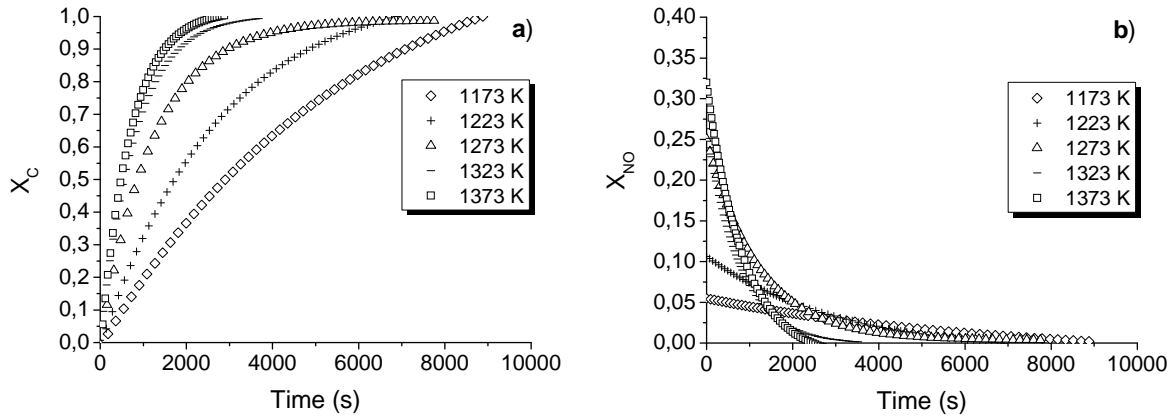 a)
1,0
0,9
0,8
0,7
0,6
0,5
0,4
0,3
0,2
0,1
0,0
X_C
0 2000 4000 6000 8000 10000
Time (s)
1173 K
1223 K
1273 K
1323 K
1373 K
b)
0,40
0,35
0,30
0,25
0,20
0,15
0,10
0,05
0,00
X_NO
0 2000 4000 6000 8000 10000
Time (s)
1173 K
1223 K
1273 K
1323 K
1373 K